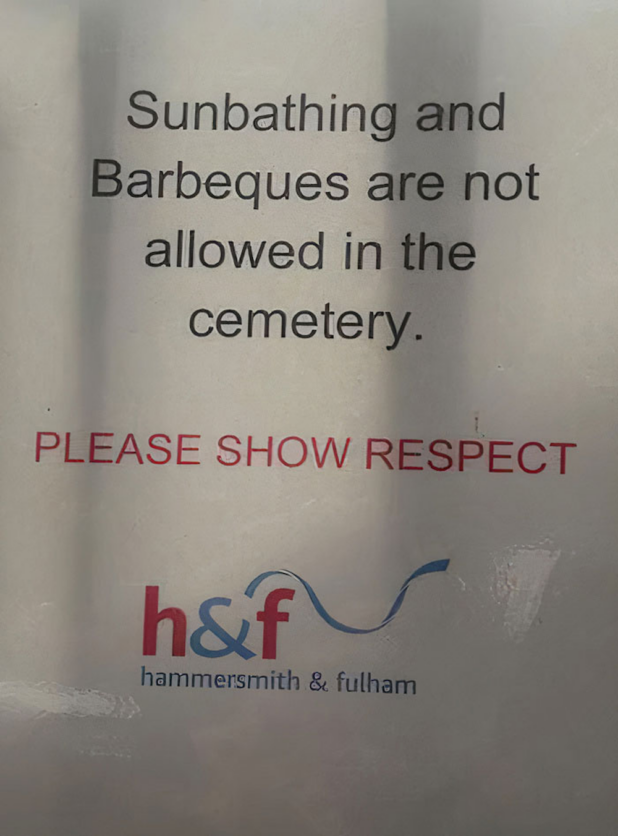 Sunbathing and
Barbeques are not
allowed in the
cemetery.
PLEASE SHOW RESPECT
h&f
hammersmith & fulham